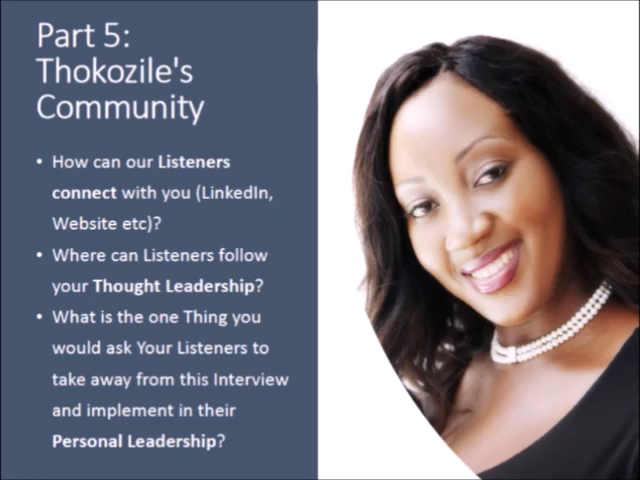 Part 5:
Thokozile's
Community
• How can our Listeners
connect with you (LinkedIn,
Website etc)?
• Where can Listeners follow
your Thought Leadership?
• What is the one Thing you
would ask Your Listeners to
take away from this Interview
and implement in their
Personal Leadership?